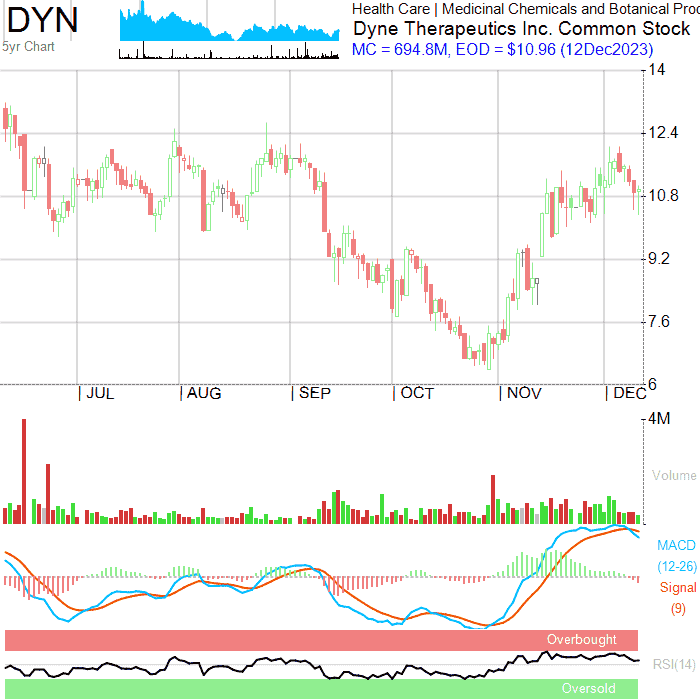 DYN
5yr Chart
Health Care | Medicinal Chemicals and Botanical Proc
Dyne Therapeutics Inc. Common Stock
MC = 694.8M, EOD = $10.96 (12Dec2023)
14
12.4
10.8
9.2
7.6
6
| JUL | AUG | SEP | OCT | NOV | DEC
4M
Volume
MACD
(12-26)
Signal
(9)
Overbought
RSI(14)
Oversold